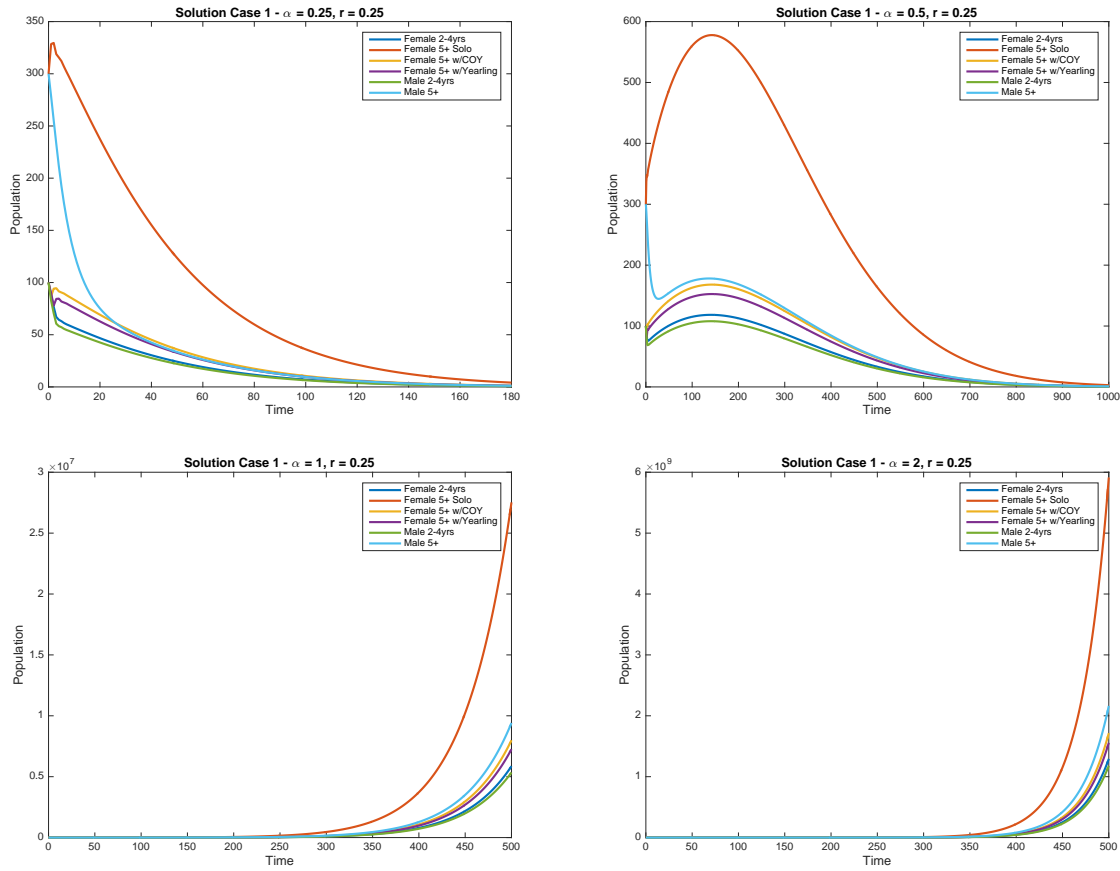 Solution Case 1 - α = 0.25, r = 0.25
Female 2-4yrs
Female 5+ Solo
Female 5+ w/COY
Female 5+ w/Yearling
Male 2-4yrs
Male 5+
Population
350
300
250
200
150
100
50
0
0 20 40 60 80 100 120 140 160 180
Time
Solution Case 1 - α = 0.5, r = 0.25
Female 2-4yrs
Female 5+ Solo
Female 5+ w/COY
Female 5+ w/Yearling
Male 2-4yrs
Male 5+
Population
600
500
400
300
200
100
0
0 100 200 300 400 500 600 700 800 900 1000
Time
Solution Case 1 - α = 1, r = 0.25
×10^7
Female 2-4yrs
Female 5+ Solo
Female 5+ w/COY
Female 5+ w/Yearling
Male 2-4yrs
Male 5+
Population
3
2.5
2
1.5
1
0.5
0
0 50 100 150 200 250 300 350 400 450 500
Time
Solution Case 1 - α = 2, r = 0.25
×10^9
Female 2-4yrs
Female 5+ Solo
Female 5+ w/COY
Female 5+ w/Yearling
Male 2-4yrs
Male 5+
Population
6
5
4
3
2
1
0
0 50 100 150 200 250 300 350 400 450 500
Time